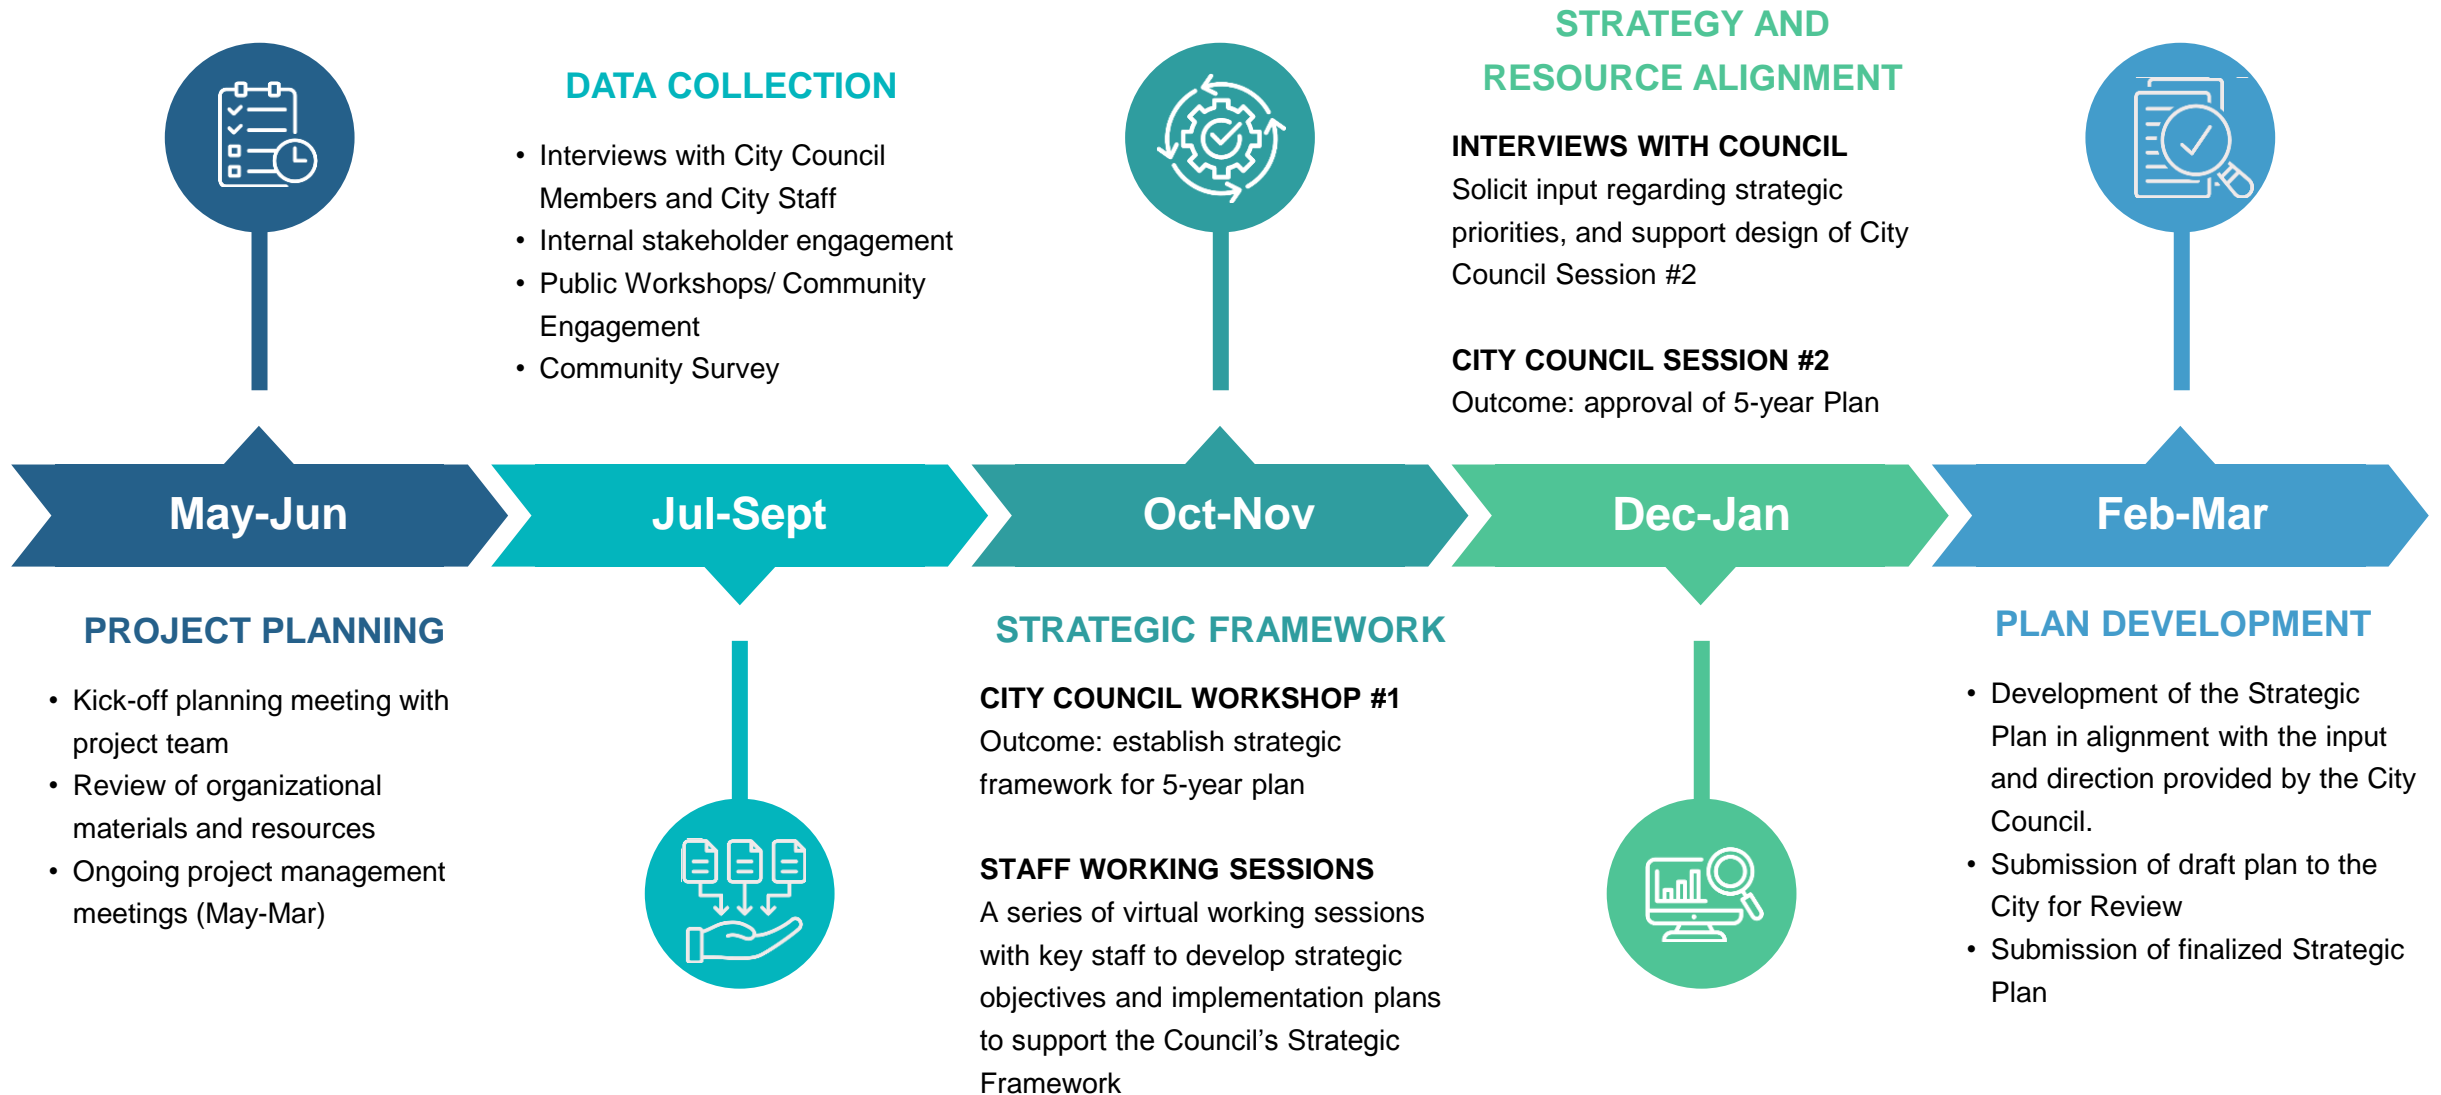 May-Jun
PROJECT PLANNING
• Kick-off planning meeting with
project team
• Review of organizational
materials and resources
• Ongoing project management
meetings (May-Mar)
DATA COLLECTION
• Interviews with City Council
Members and City Staff
• Internal stakeholder engagement
• Public Workshops/ Community
Engagement
• Community Survey
Jul-Sept
Oct-Nov
STRATEGIC FRAMEWORK
CITY COUNCIL WORKSHOP #1
Outcome: establish strategic
framework for 5-year plan
STAFF WORKING SESSIONS
A series of virtual working sessions
with key staff to develop strategic
objectives and implementation plans
to support the Council’s Strategic
Framework
STRATEGY AND
RESOURCE ALIGNMENT
INTERVIEWS WITH COUNCIL
Solicit input regarding strategic
priorities, and support design of City
Council Session #2
CITY COUNCIL SESSION #2
Outcome: approval of 5-year Plan
Dec-Jan
Feb-Mar
PLAN DEVELOPMENT
• Development of the Strategic
Plan in alignment with the input
and direction provided by the City
Council.
• Submission of draft plan to the
City for Review
• Submission of finalized Strategic
Plan